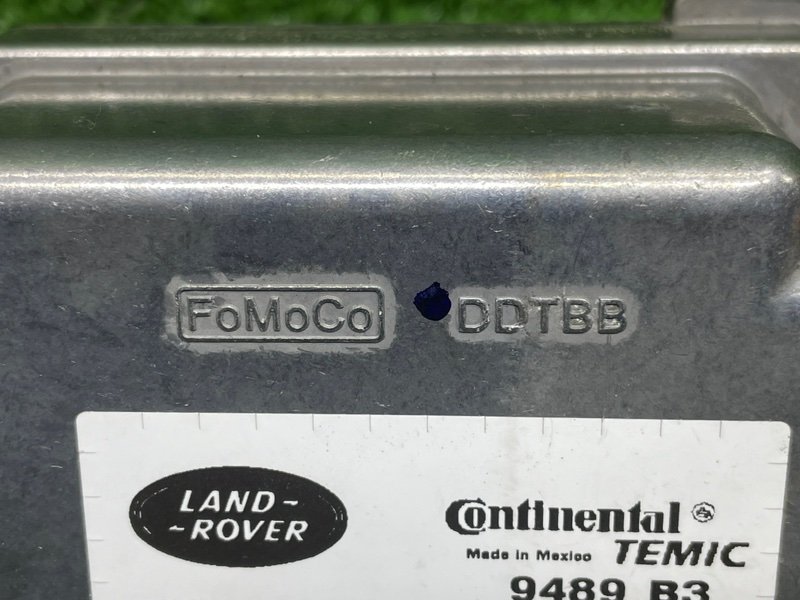 FoMoCo DDTBB
LAND-
-ROVER
Continental
Made in Mexico TEMIC
9489 B3